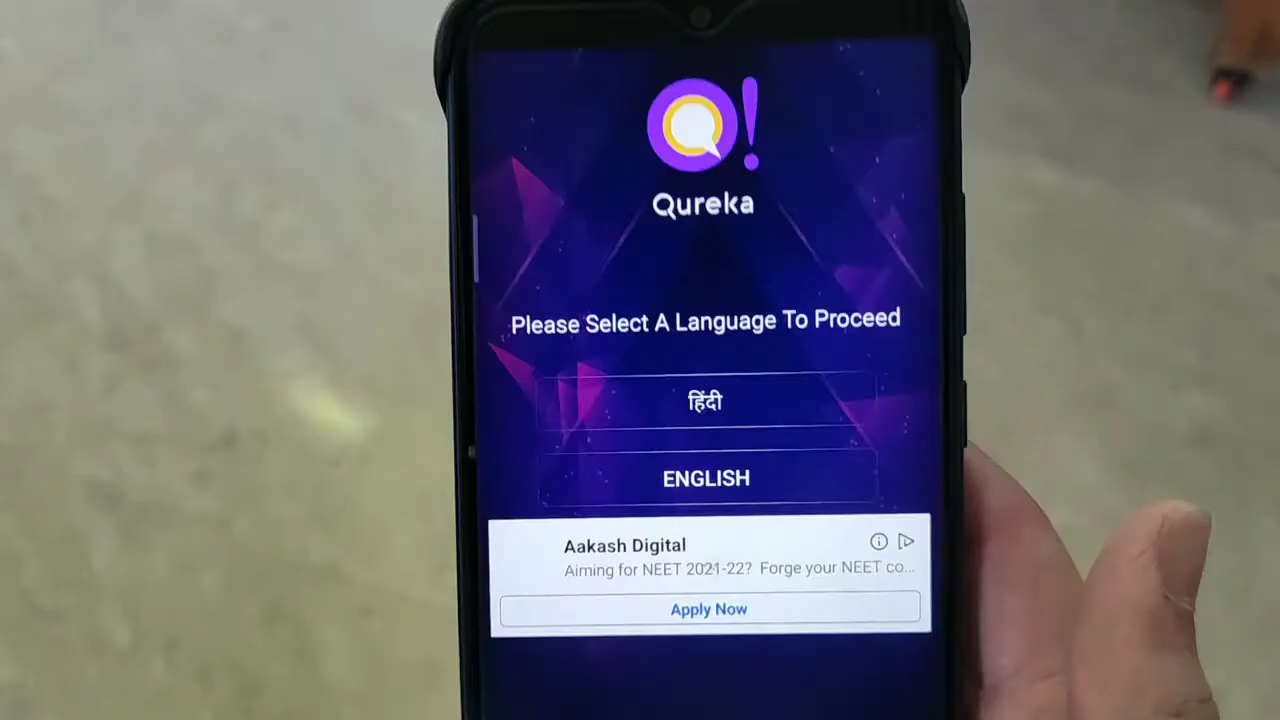 Qureka
Please Select A Language To Proceed
हिंदी
ENGLISH
Aakash Digital
Aiming for NEET 2021-22? Forge your NEET co...
Apply Now